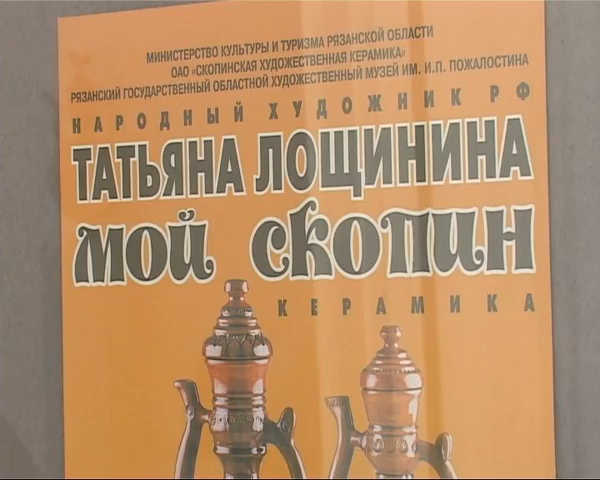 МИНИСТЕРСТВО КУЛЬТУРЫ И ТУРИЗМА РЯЗАНСКОЙ ОБЛАСТИ
ОАО «СКОПИНСКАЯ ХУДОЖЕСТВЕННАЯ КЕРАМИКА»
РЯЗАНСКИЙ ГОСУДАРСТВЕННЫЙ ОБЛАСТНОЙ ХУДОЖЕСТВЕННЫЙ МУЗЕЙ ИМ. И.П. ПОЖАЛОСТИНА
НАРОДНЫЙ ХУДОЖНИК РФ
ТАТЬЯНА ЛОЩИНИНА
МОЙ СКОПИН
КЕРАМИКА